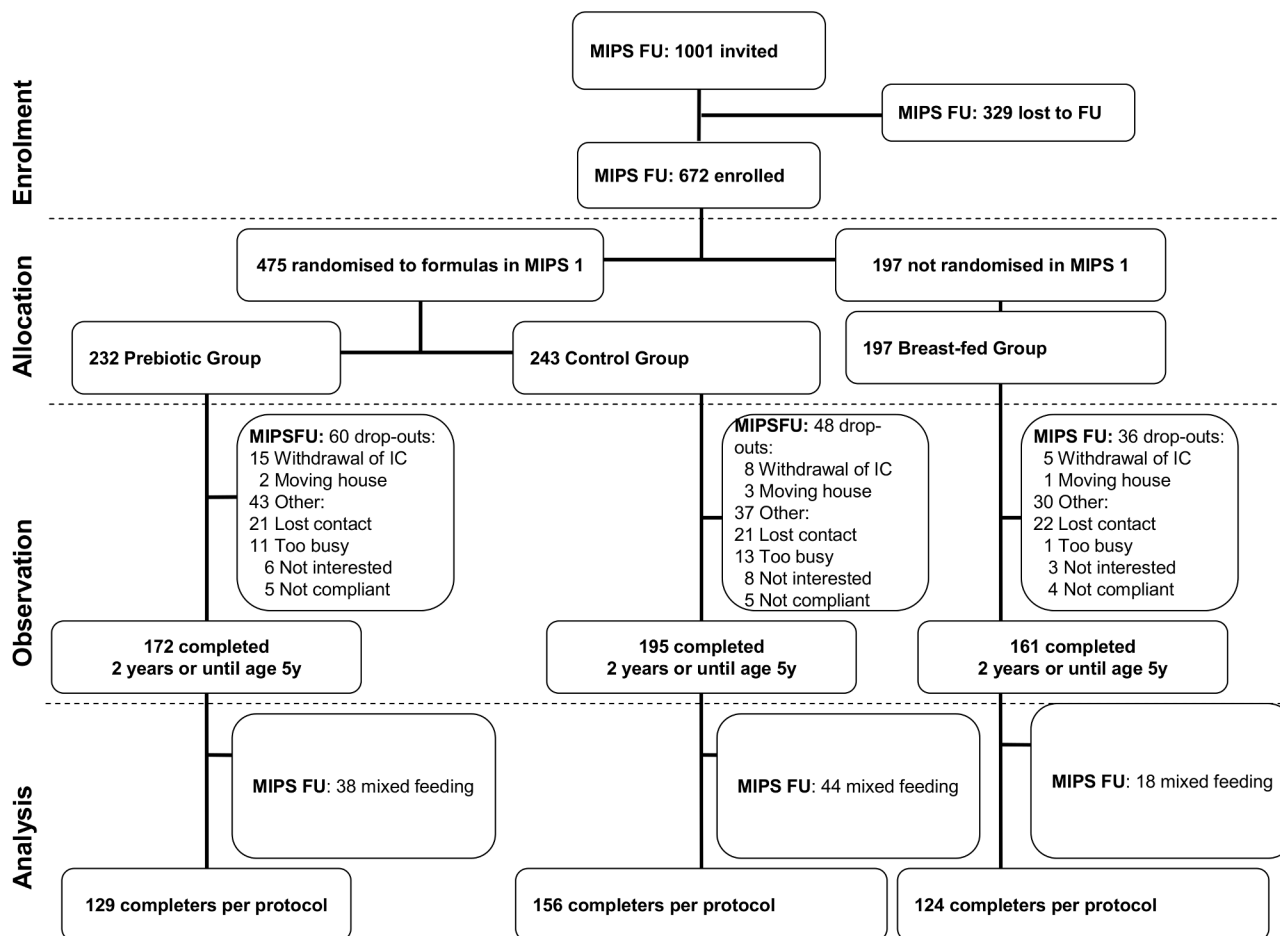 Enrolment
MIPS FU: 1001 invited
MIPS FU: 329 lost to FU
MIPS FU: 672 enrolled
Allocation
475 randomised to formulas in MIPS 1
197 not randomised in MIPS 1
232 Prebiotic Group
243 Control Group
197 Breast-fed Group
Observation
MIPSFU: 60 drop-outs:
15 Withdrawal of IC
2 Moving house
43 Other:
21 Lost contact
11 Too busy
6 Not interested
5 Not compliant
MIPSFU: 48 drop-
outs:
8 Withdrawal of IC
3 Moving house
37 Other:
21 Lost contact
13 Too busy
8 Not interested
5 Not compliant
MIPS FU: 36 drop-outs:
5 Withdrawal of IC
1 Moving house
30 Other:
22 Lost contact
1 Too busy
3 Not interested
4 Not compliant
172 completed
2 years or until age 5y
195 completed
2 years or until age 5y
161 completed
2 years or until age 5y
Analysis
MIPS FU: 38 mixed feeding
MIPS FU: 44 mixed feeding
MIPS FU: 18 mixed feeding
129 completers per protocol
156 completers per protocol
124 completers per protocol